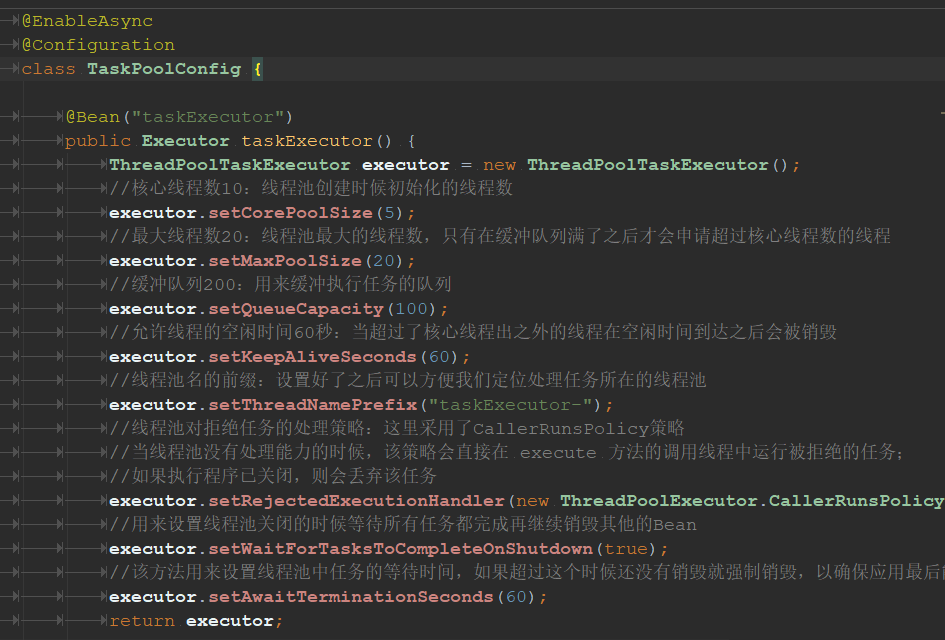 @EnableAsync
@Configuration
class TaskPoolConfig {
@Bean("taskExecutor")
public Executor taskExecutor() {
ThreadPoolTaskExecutor executor = new ThreadPoolTaskExecutor();
//核心线程数10：线程池创建时候初始化的线程数
executor.setCorePoolSize(5);
//最大线程数20：线程池最大的线程数，只有在缓冲队列满了之后才会申请超过核心线程数的线程
executor.setMaxPoolSize(20);
//缓冲队列200：用来缓冲执行任务的队列
executor.setQueueCapacity(100);
//允许线程的空闲时间60秒：当超过了核心线程出之外的线程在空闲时间到达之后会被销毁
executor.setKeepAliveSeconds(60);
//线程池名的前缀：设置好了之后可以方便我们定位处理任务所在的线程池
executor.setThreadNamePrefix("taskExecutor-");
//线程池对拒绝任务的处理策略：这里采用了CallerRunsPolicy策略
//当线程池没有处理能力的时候，该策略会直接在 execute 方法的调用线程中运行被拒绝的任务；
//如果执行程序已关闭，则会丢弃该任务
executor.setRejectedExecutionHandler(new ThreadPoolExecutor.CallerRunsPolicy
//用来设置线程池关闭的时候等待所有任务都完成再继续销毁其他的Bean
executor.setWaitForTasksToCompleteOnShutdown(true);
//该方法用来设置线程池中任务的等待时间，如果超过这个时候还没有销毁就强制销毁，以确保应用最后
executor.setAwaitTerminationSeconds(60);
return executor;